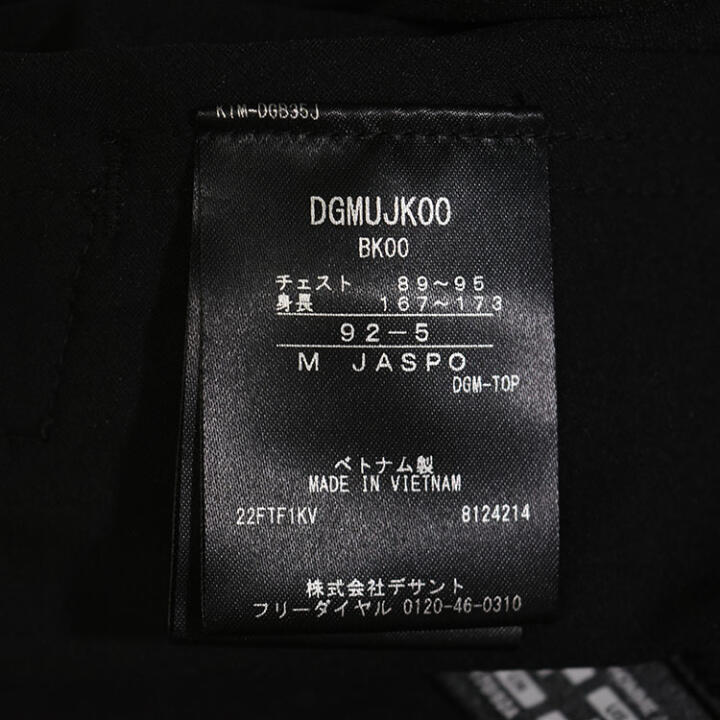 KTM-DGB35J
DGMUJK00
BK00
チェスト 89～95
身長 167～173
92-5
M JASPO
DGM-TOP
ベトナム製
MADE IN VIETNAM
22FTF1KV 8124214
株式会社デサント
フリーダイヤル 0120-46-0310